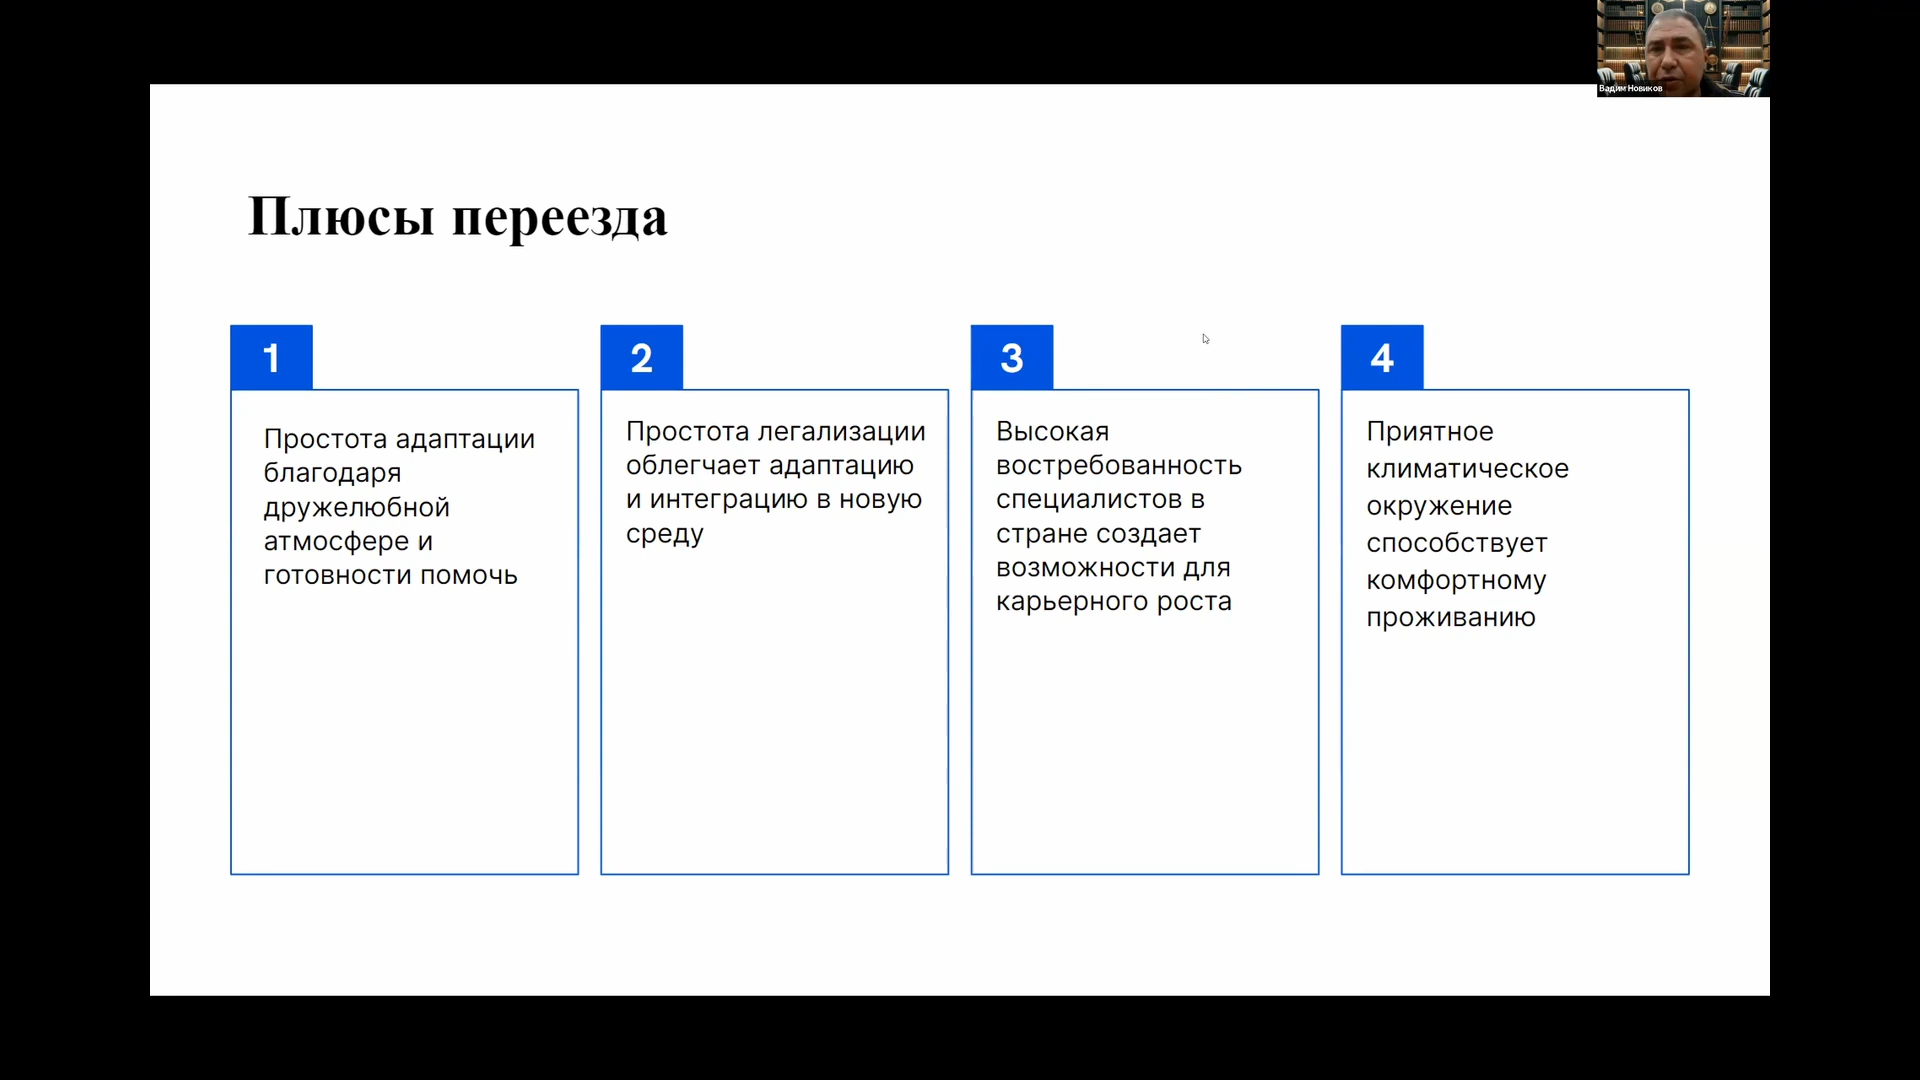 Вадим Новиков
Плюсы переезда
1
Простота адаптации
благодаря
дружелюбной
атмосфере и
готовности помочь
2
Простота легализации
облегчает адаптацию
и интеграцию в новую
среду
3
Высокая
востребованность
специалистов в
стране создает
возможности для
карьерного роста
4
Приятное
климатическое
окружение
способствует
комфортному
проживанию